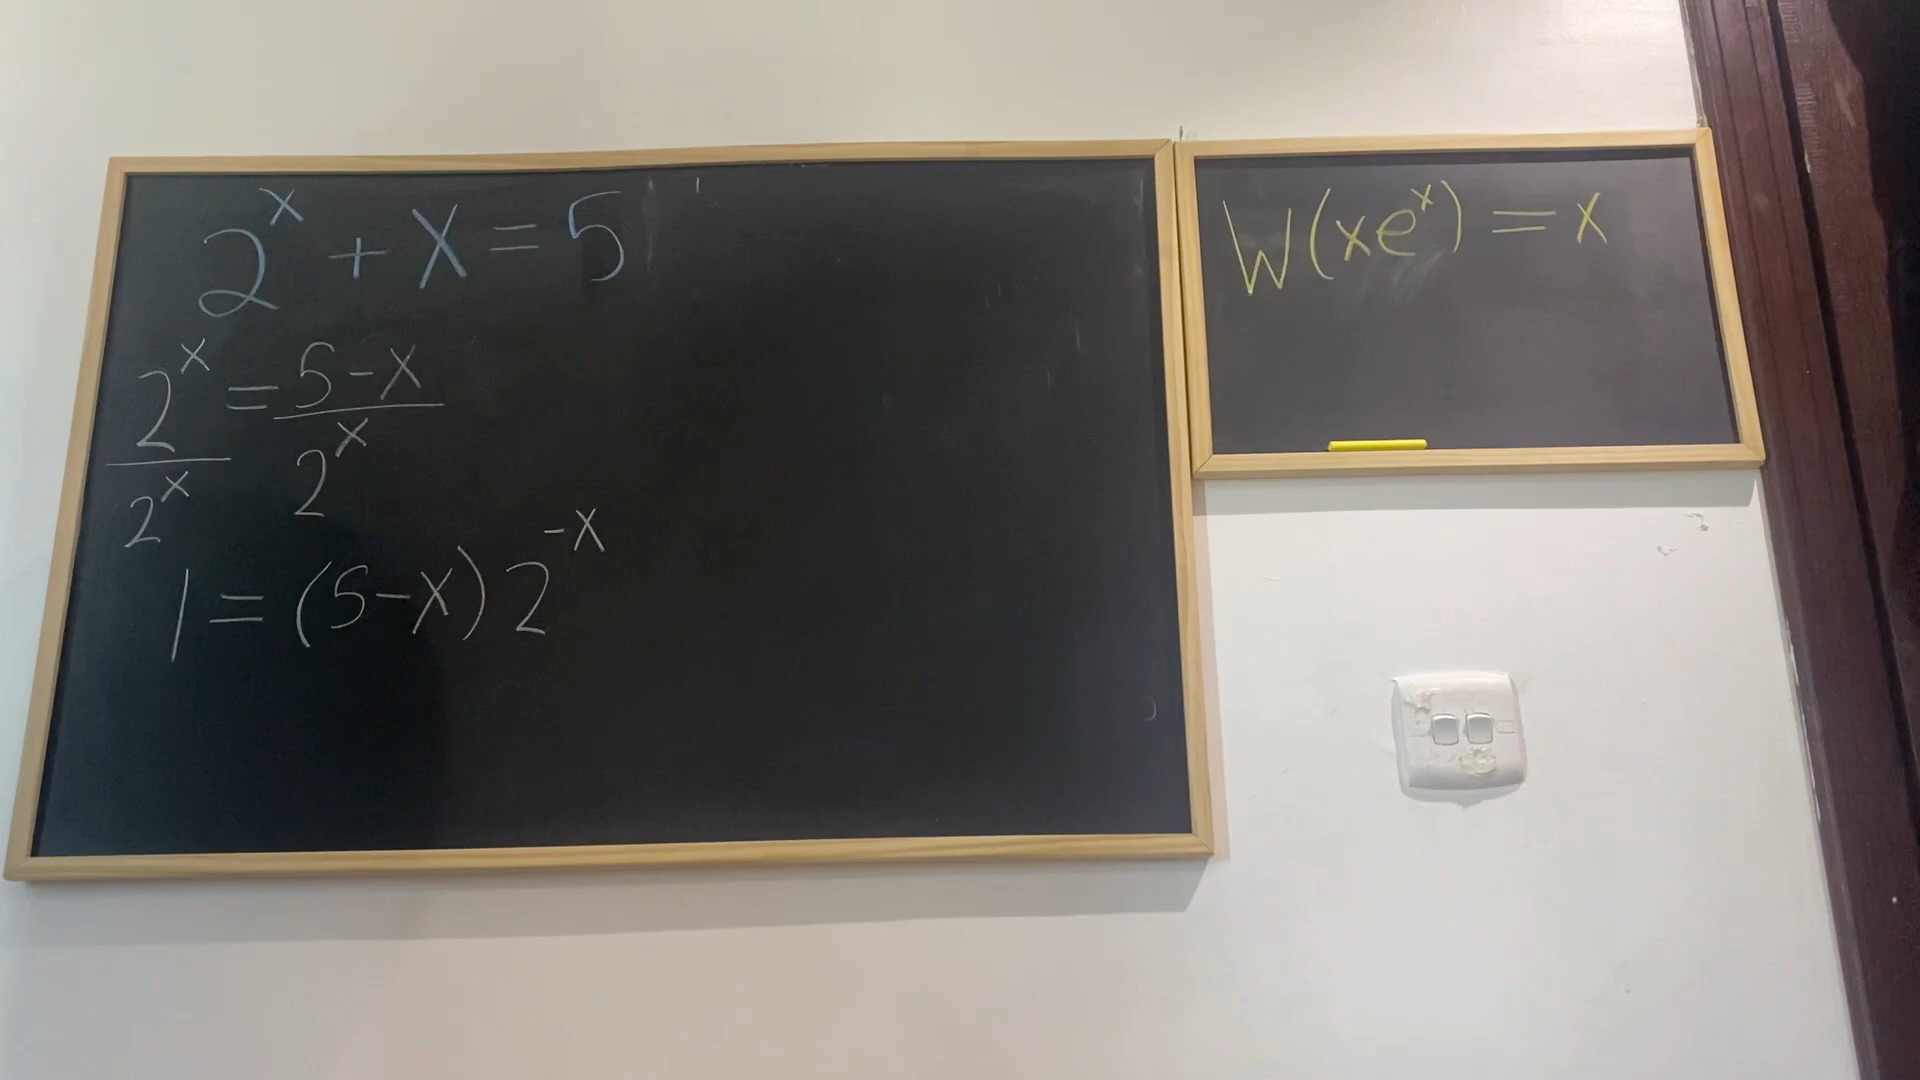 2^x + x = 5
2^x/2^x = 5-x/2^x
1 = (5-x) 2^-x
W(xe^x) = x